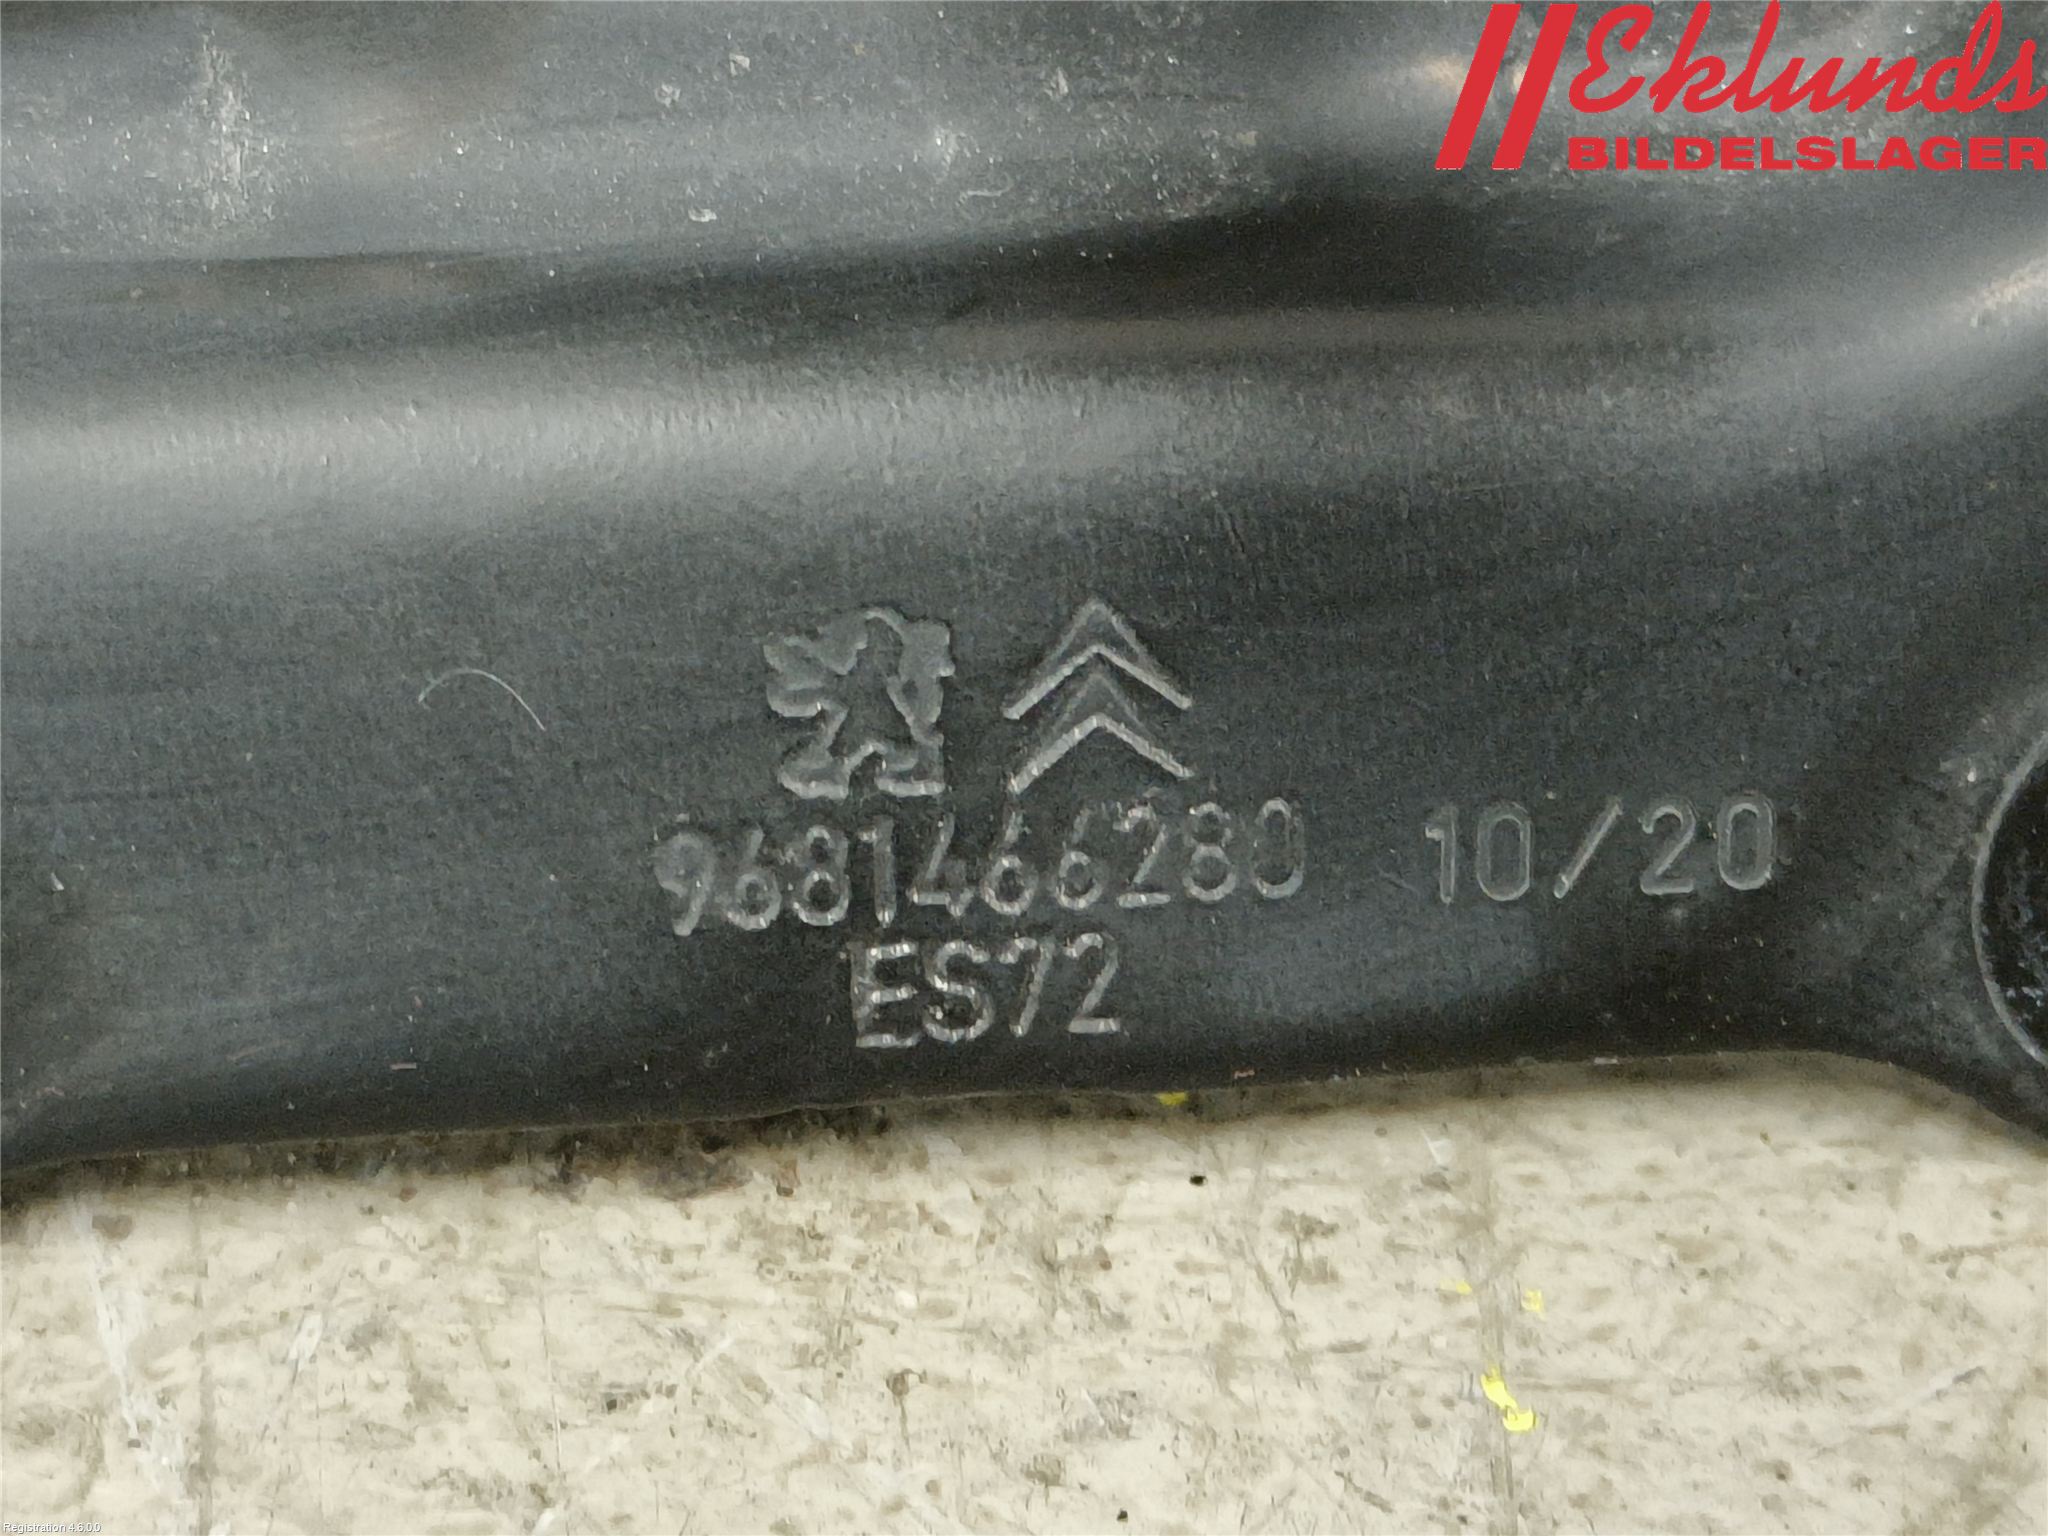 Eklunds
BILDELSLAGER
9681466280 10/20
ES72
Registration 4.6.0.0